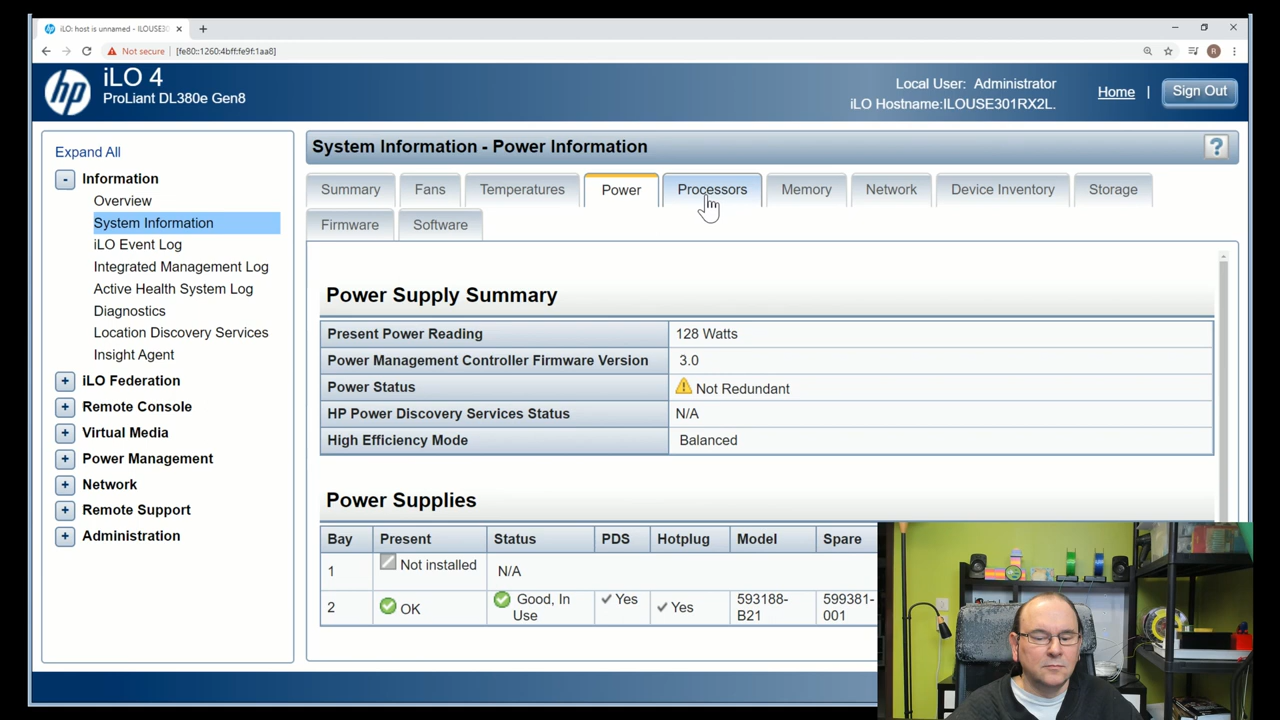 iLO: host is unnamed - ILOUSE30
Not secure [fe80::1260:4bff:fe9f:1aa8]
R
hp
iLO 4
ProLiant DL380e Gen8
Local User: Administrator
iLO Hostname:ILOUSE301RX2L.
Home | Sign Out
Expand All
- Information
Overview
System Information
iLO Event Log
Integrated Management Log
Active Health System Log
Diagnostics
Location Discovery Services
Insight Agent
+ iLO Federation
+ Remote Console
+ Virtual Media
+ Power Management
+ Network
+ Remote Support
+ Administration
System Information - Power Information ?
Summary Fans Temperatures Power Processors Memory Network Device Inventory Storage
Firmware Software
Power Supply Summary
Present Power Reading 128 Watts
Power Management Controller Firmware Version 3.0
Power Status Not Redundant
HP Power Discovery Services Status N/A
High Efficiency Mode Balanced
Power Supplies
Bay Present Status PDS Hotplug Model Spare
1 Not installed N/A
2 OK Good, In Use Yes Yes 593188-B21 599381-001